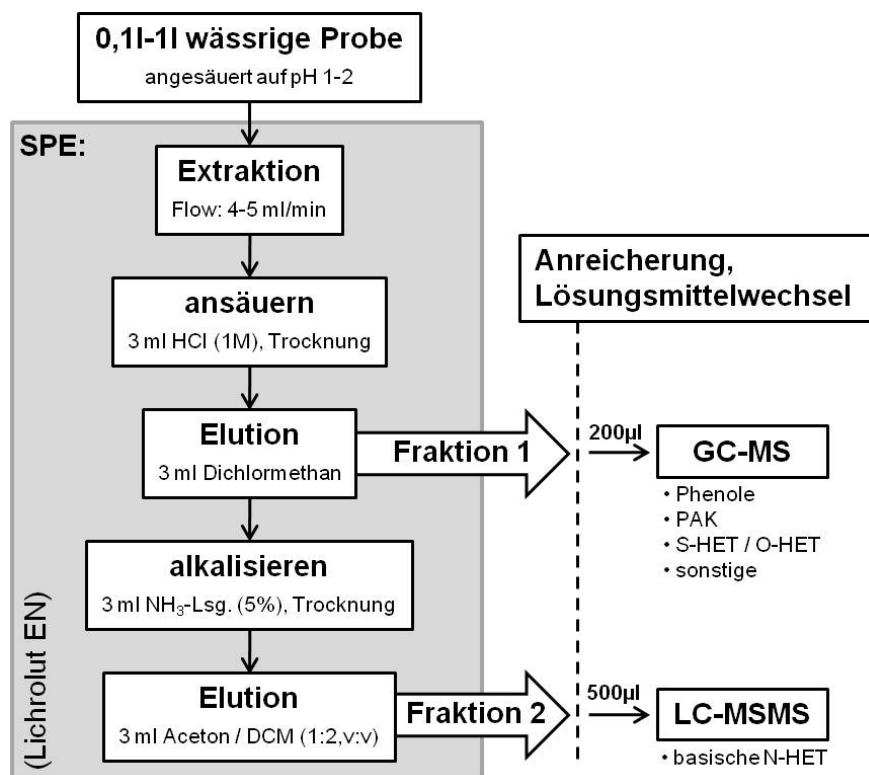 0,1l-1l wässrige Probe
angesäuert auf pH 1-2
SPE:
Extraktion
Flow: 4-5 ml/min
ansäuern
3 ml HCl (1M), Trocknung
Elution
3 ml Dichlormethan
alkalisieren
3 ml NH₃-Lsg. (5%), Trocknung
Elution
3 ml Aceton / DCM (1:2,v:v)
(Lichrolut EN)
Fraktion 1
Fraktion 2
Anreicherung,
Lösungsmittelwechsel
200µl
GC-MS
• Phenole
• PAK
• S-HET / O-HET
• sonstige
500µl
LC-MSMS
• basische N-HET